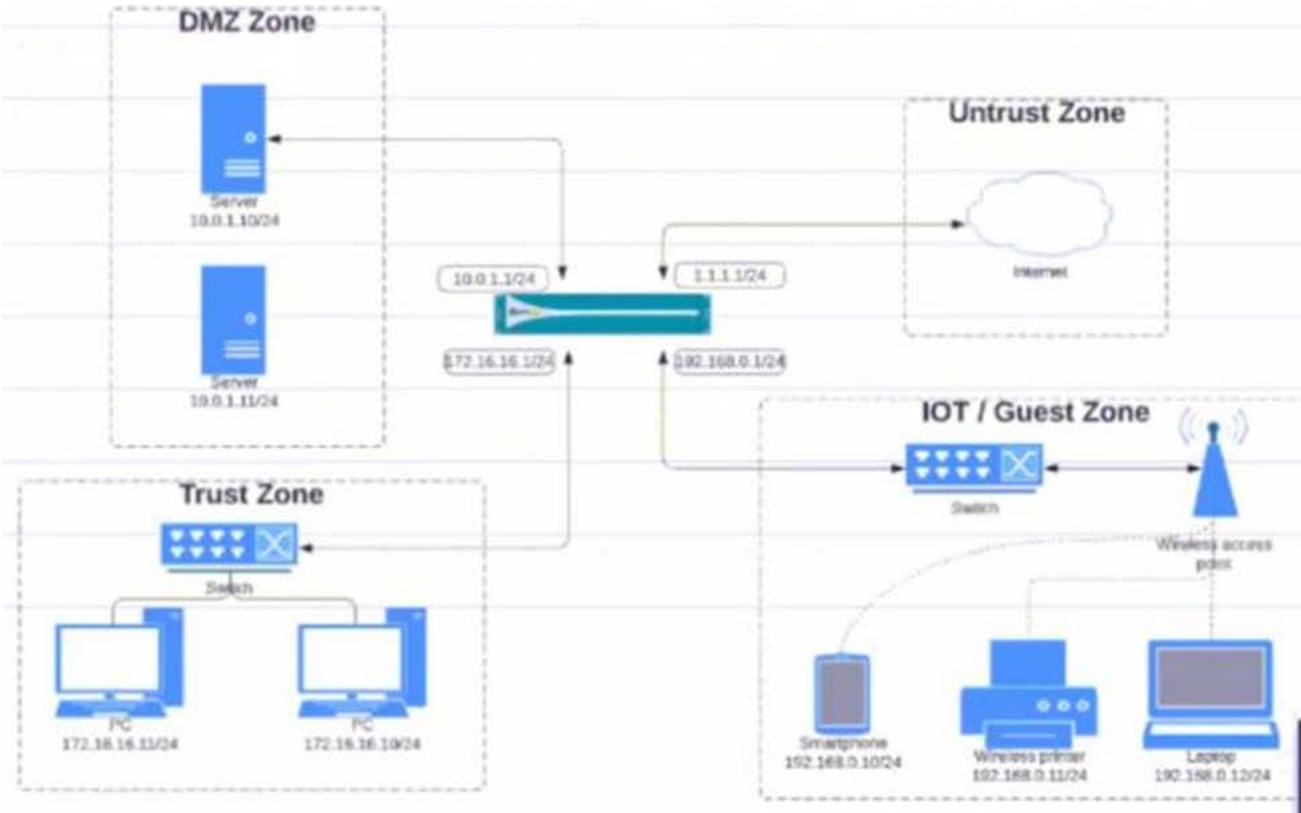 DMZ Zone
Server
10.0.1.10/24
Server
10.0.1.11/24
Untrust Zone
Internet
10.0.1.1/24
1.1.1.1/24
172.16.16.1/24
192.168.0.1/24
Trust Zone
Switch
PC
172.16.16.11/24
PC
172.16.16.10/24
IOT / Guest Zone
Switch
Wireless access
point
Smartphone
192.168.0.10/24
Wireless printer
192.168.0.11/24
Laptop
192.168.0.12/24